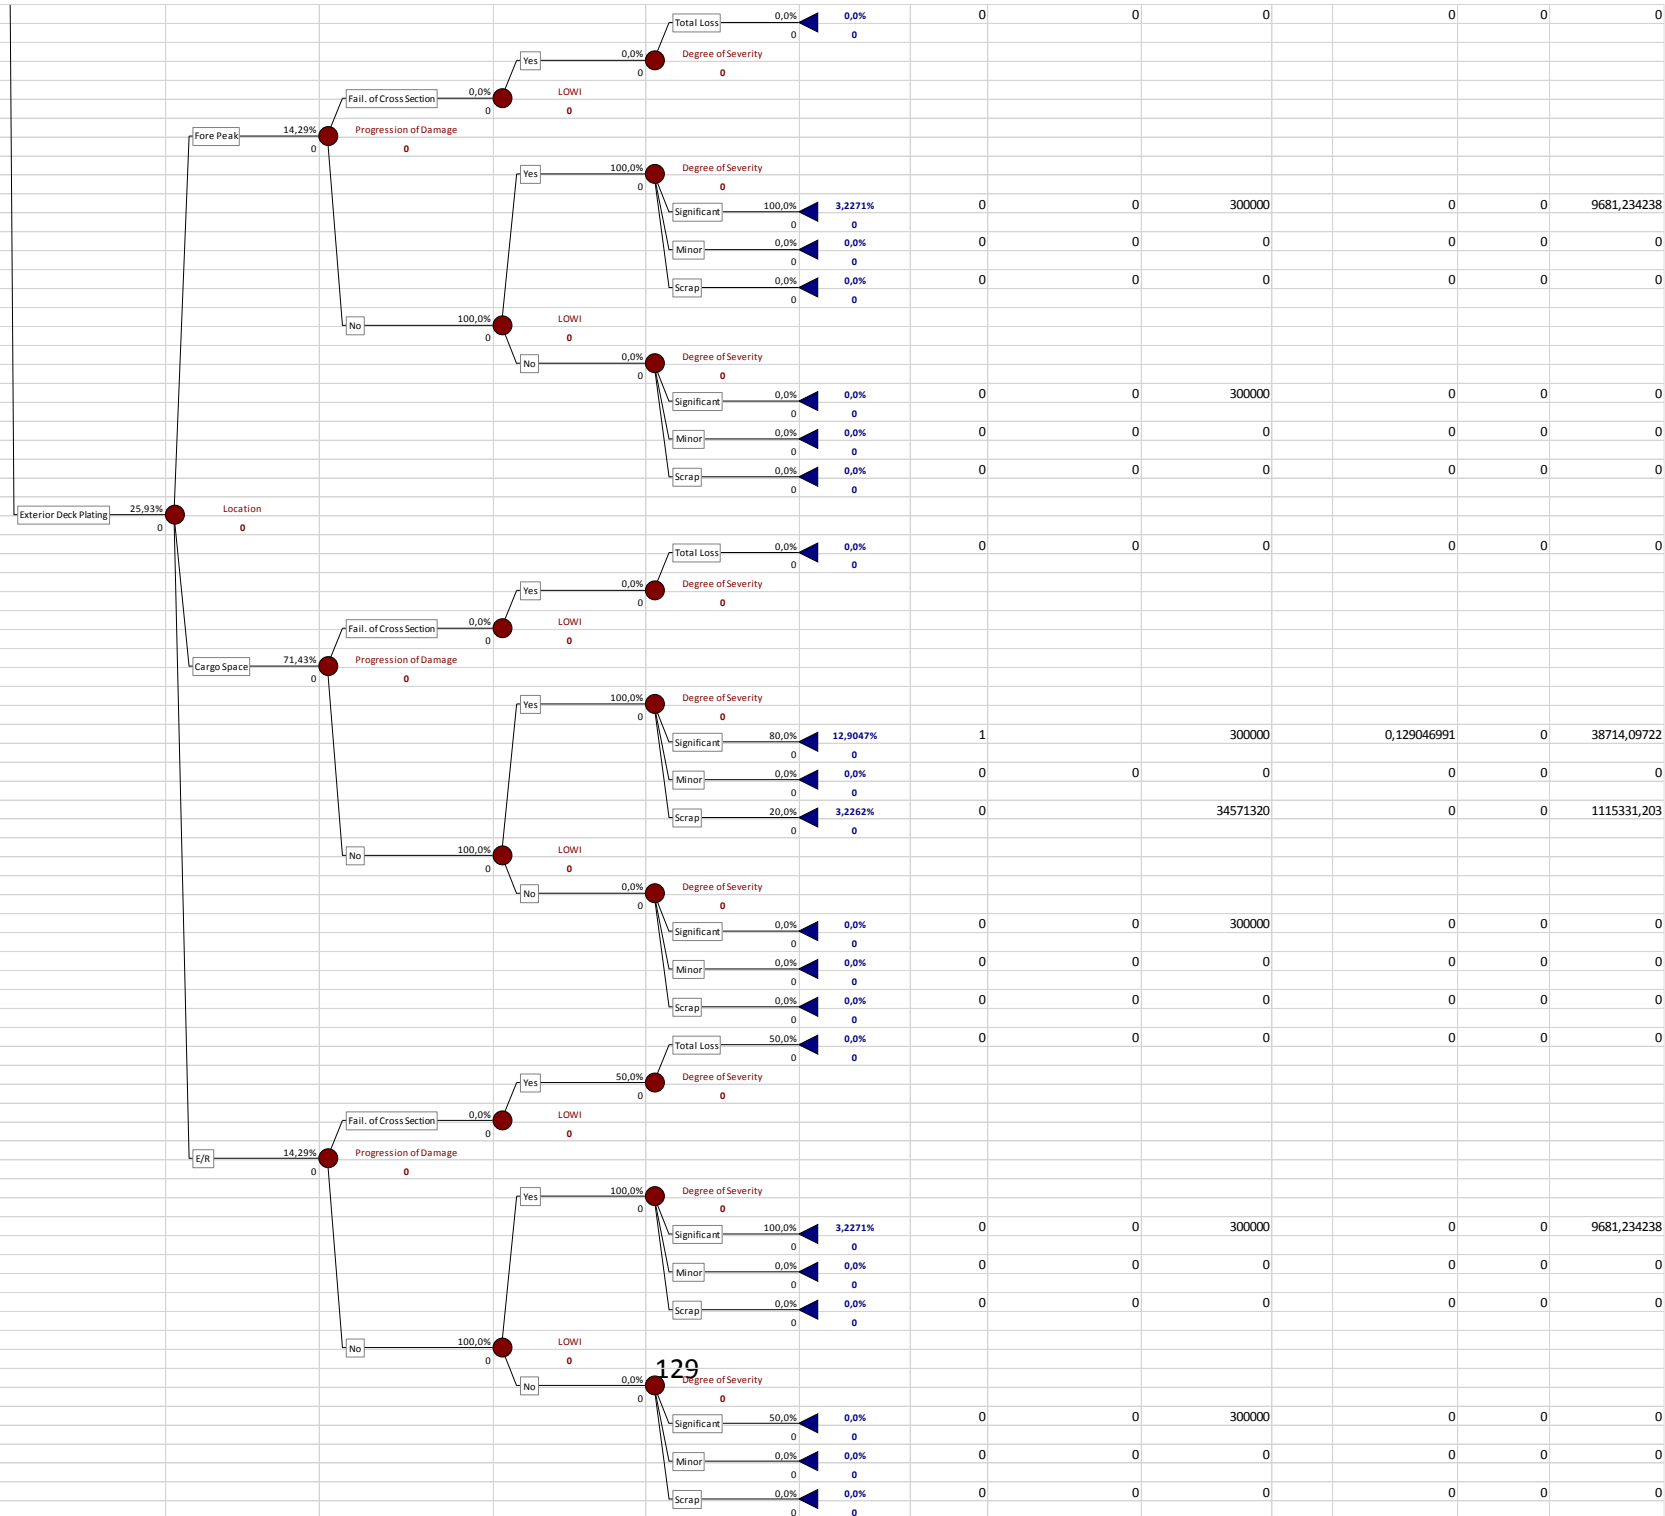 Total Loss 0,0% 0,0% 0 0 0 0 0 0
0 0
Yes 0,0% Degree of Severity
0 0
Fail. of Cross Section 0,0% LOWI
0 0
Fore Peak 14,29% Progression of Damage
0 0
Yes 100,0% Degree of Severity
0 0
Significant 100,0% 3,2271% 0 0 300000 0 0 9681,234238
0 0
Minor 0,0% 0,0% 0 0 0 0 0 0
0 0
Scrap 0,0% 0,0% 0 0 0 0 0 0
0 0
No 100,0% LOWI
0 0
No 0,0% Degree of Severity
0 0
Significant 0,0% 0,0% 0 0 300000 0 0 0
0 0
Minor 0,0% 0,0% 0 0 0 0 0 0
0 0
Scrap 0,0% 0,0% 0 0 0 0 0 0
0 0
Exterior Deck Plating 25,93% Location
0 0
Total Loss 0,0% 0,0% 0 0 0 0 0 0
0 0
Yes 0,0% Degree of Severity
0 0
Fail. of Cross Section 0,0% LOWI
0 0
Cargo Space 71,43% Progression of Damage
0 0
Yes 100,0% Degree of Severity
0 0
Significant 80,0% 12,9047% 1 300000 0,129046991 0 38714,09722
0 0
Minor 0,0% 0,0% 0 0 0 0 0 0
0 0
Scrap 20,0% 3,2262% 0 34571320 0 0 1115331,203
0 0
No 100,0% LOWI
0 0
No 0,0% Degree of Severity
0 0
Significant 0,0% 0,0% 0 0 300000 0 0 0
0 0
Minor 0,0% 0,0% 0 0 0 0 0 0
0 0
Scrap 0,0% 0,0% 0 0 0 0 0 0
0 0
Total Loss 50,0% 0,0% 0 0 0 0 0 0
0 0
Yes 50,0% Degree of Severity
0 0
Fail. of Cross Section 0,0% LOWI
0 0
E/R 14,29% Progression of Damage
0 0
Yes 100,0% Degree of Severity
0 0
Significant 100,0% 3,2271% 0 0 300000 0 0 9681,234238
0 0
Minor 0,0% 0,0% 0 0 0 0 0 0
0 0
Scrap 0,0% 0,0% 0 0 0 0 0 0
0 0
No 100,0% LOWI
0 0
129
No 0,0% Degree of Severity
0 0
Significant 50,0% 0,0% 0 0 300000 0 0 0
0 0
Minor 0,0% 0,0% 0 0 0 0 0 0
0 0
Scrap 0,0% 0,0% 0 0 0 0 0 0
0 0